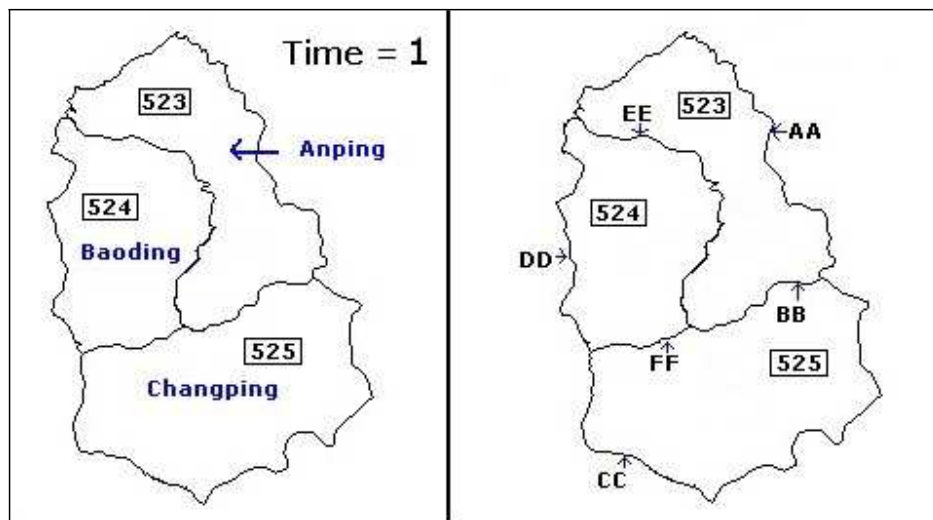 Time = 1
523
Anping
524
Baoding
525
Changping
523
EE
AA
524
DD
BB
FF
525
CC